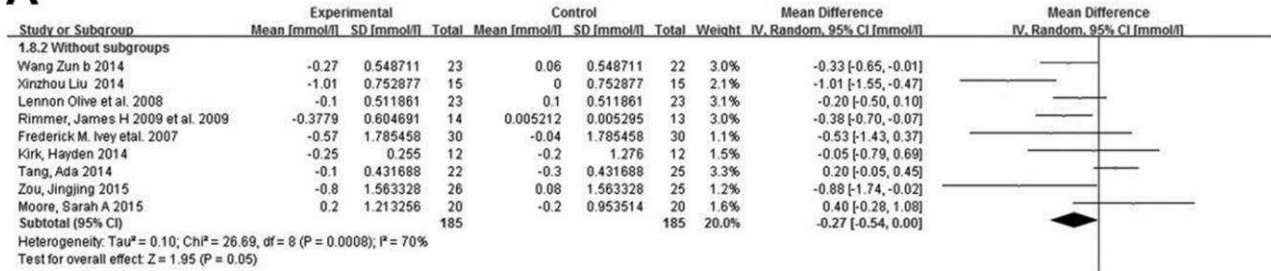 A
Experimental Control Mean Difference Mean Difference
Study or Subgroup Mean [mmol/l] SD [mmol/l] Total Mean [mmol/l] SD [mmol/l] Total Weight IV, Random, 95% CI [mmol/l] IV, Random, 95% CI [mmol/l]
1.8.2 Without subgroups
Wang Zun b 2014 -0.27 0.548711 23 0.06 0.548711 22 3.0% -0.33 [-0.65, -0.01]
Xinzhou Liu 2014 -1.01 0.752877 15 0 0.752877 15 2.1% -1.01 [-1.55, -0.47]
Lennon Olive et al. 2008 -0.1 0.511861 23 0.1 0.511861 23 3.1% -0.20 [-0.50, 0.10]
Rimmer, James H 2009 et al. 2009 -0.3779 0.604691 14 0.005212 0.005295 13 3.0% -0.38 [-0.70, -0.07]
Frederick M. Ivey etal. 2007 -0.57 1.785458 30 -0.04 1.785458 30 1.1% -0.53 [-1.43, 0.37]
Kirk, Hayden 2014 -0.25 0.255 12 -0.2 1.276 12 1.5% -0.05 [-0.79, 0.69]
Tang, Ada 2014 -0.1 0.431688 22 -0.3 0.431688 25 3.3% 0.20 [-0.05, 0.45]
Zou, Jingjing 2015 -0.8 1.563328 26 0.08 1.563328 25 1.2% -0.88 [-1.74, -0.02]
Moore, Sarah A 2015 0.2 1.213256 20 -0.2 0.953514 20 1.6% 0.40 [-0.28, 1.08]
Subtotal (95% CI) 185 185 20.0% -0.27 [-0.54, 0.00]
Heterogeneity: Tau² = 0.10; Chi² = 26.69, df = 8 (P = 0.0008); I² = 70%
Test for overall effect: Z = 1.95 (P = 0.05)